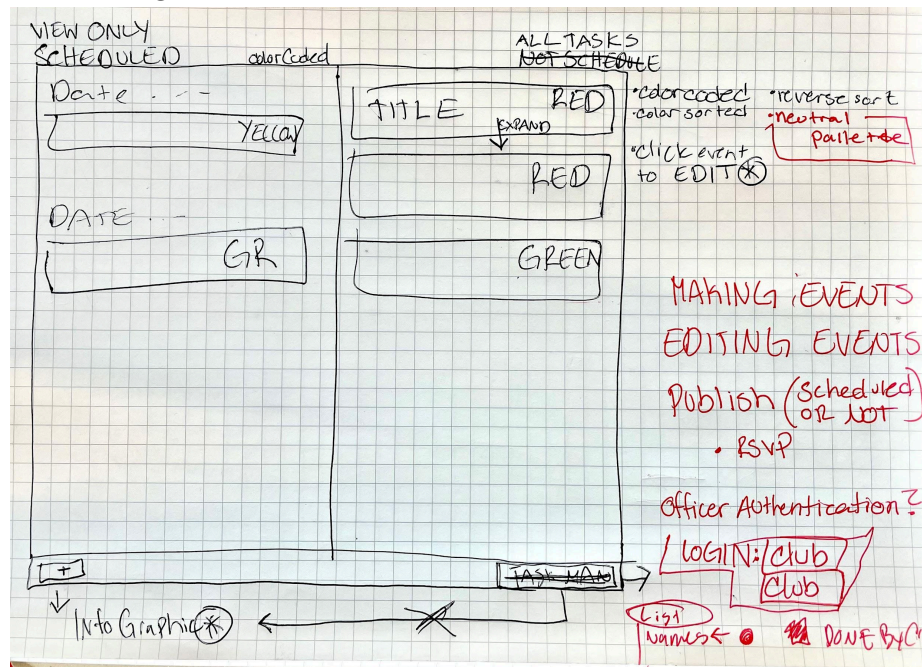 VIEW ONLY
SCHEDULED
colorCoded
ALL TASKS
NOT SCHEDULE
Date . - -
YELLOW
DATE . . -
GR
TITLE
RED
EXPAND
RED
GREEN
•colorcoded
•color sorted
•click event
to EDIT *
•reverse sort
•neutral
pallette
MAKING EVENTS
EDITING EVENTS
Publish (Scheduled
OR NOT)
• RSVP
Officer Authentication?
LOGIN: club
club
List
Names
DONE By
+
TASK MAN
Info Graphic *